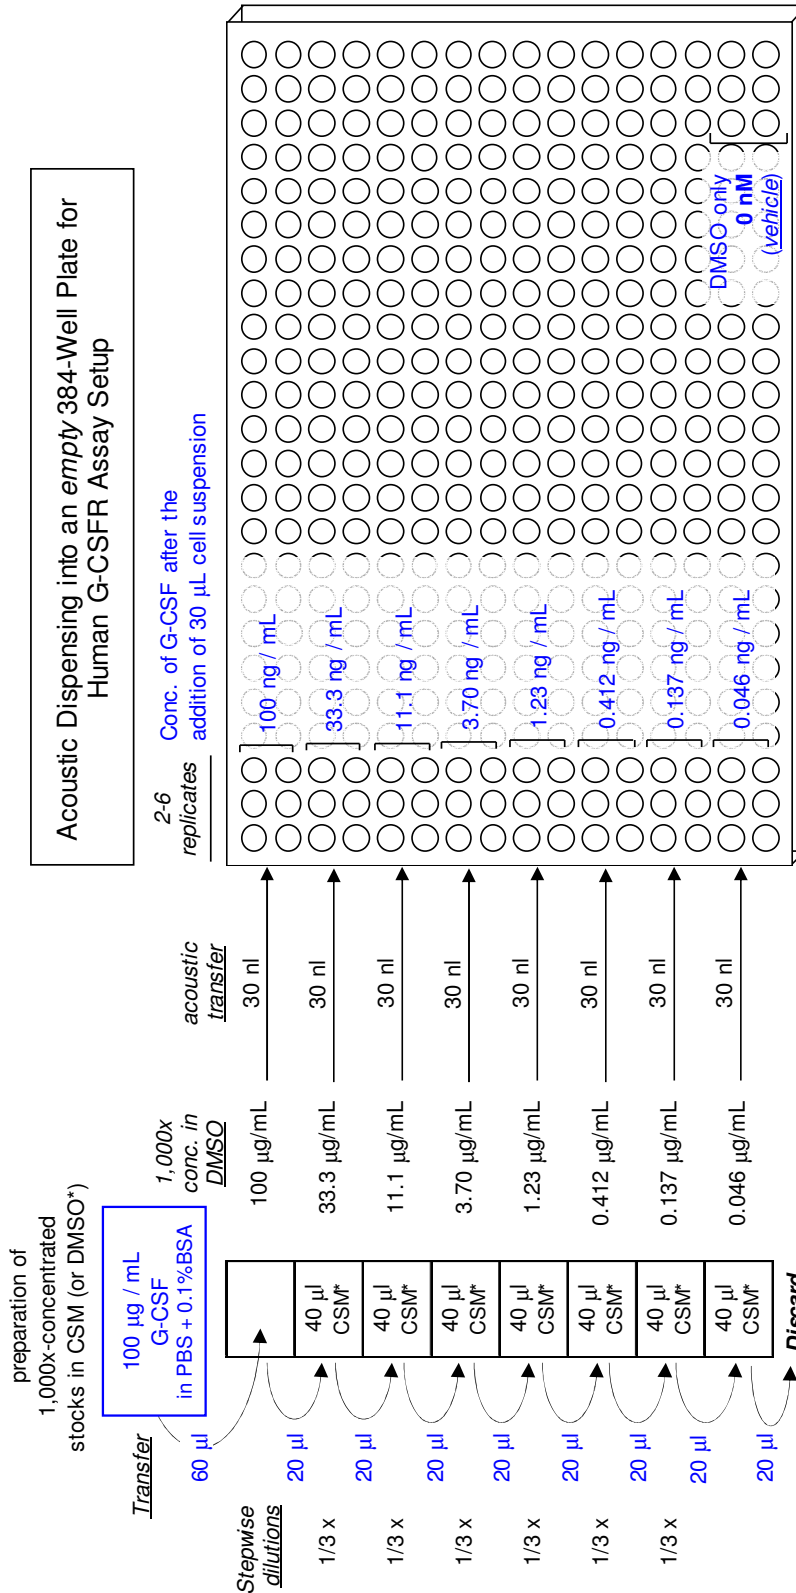 Acoustic Dispensing into an empty 384-Well Plate for
Human G-CSFR Assay Setup
preparation of
1,000x-concentrated
stocks in CSM (or DMSO*)
Transfer
60 µl
100 µg / mL
G-CSF
in PBS + 0.1%BSA
1,000x
conc. in
DMSO
acoustic
transfer
2-6
replicates
Conc. of G-CSF after the
addition of 30 µL cell suspension
Stepwise
dilutions
100 µg/mL
30 nl
100 ng / mL
1/3 x
20 µl
40 µl
CSM*
33.3 µg/mL
30 nl
33.3 ng / mL
1/3 x
20 µl
40 µl
CSM*
11.1 µg/mL
30 nl
11.1 ng / mL
1/3 x
20 µl
40 µl
CSM*
3.70 µg/mL
30 nl
3.70 ng / mL
1/3 x
20 µl
40 µl
CSM*
1.23 µg/mL
30 nl
1.23 ng / mL
1/3 x
20 µl
40 µl
CSM*
0.412 µg/mL
30 nl
0.412 ng / mL
1/3 x
20 µl
40 µl
CSM*
0.137 µg/mL
30 nl
0.137 ng / mL
20 µl
40 µl
CSM*
0.046 µg/mL
30 nl
0.046 ng / mL
DMSO only
0 nM
(vehicle)
20 µl
Discard